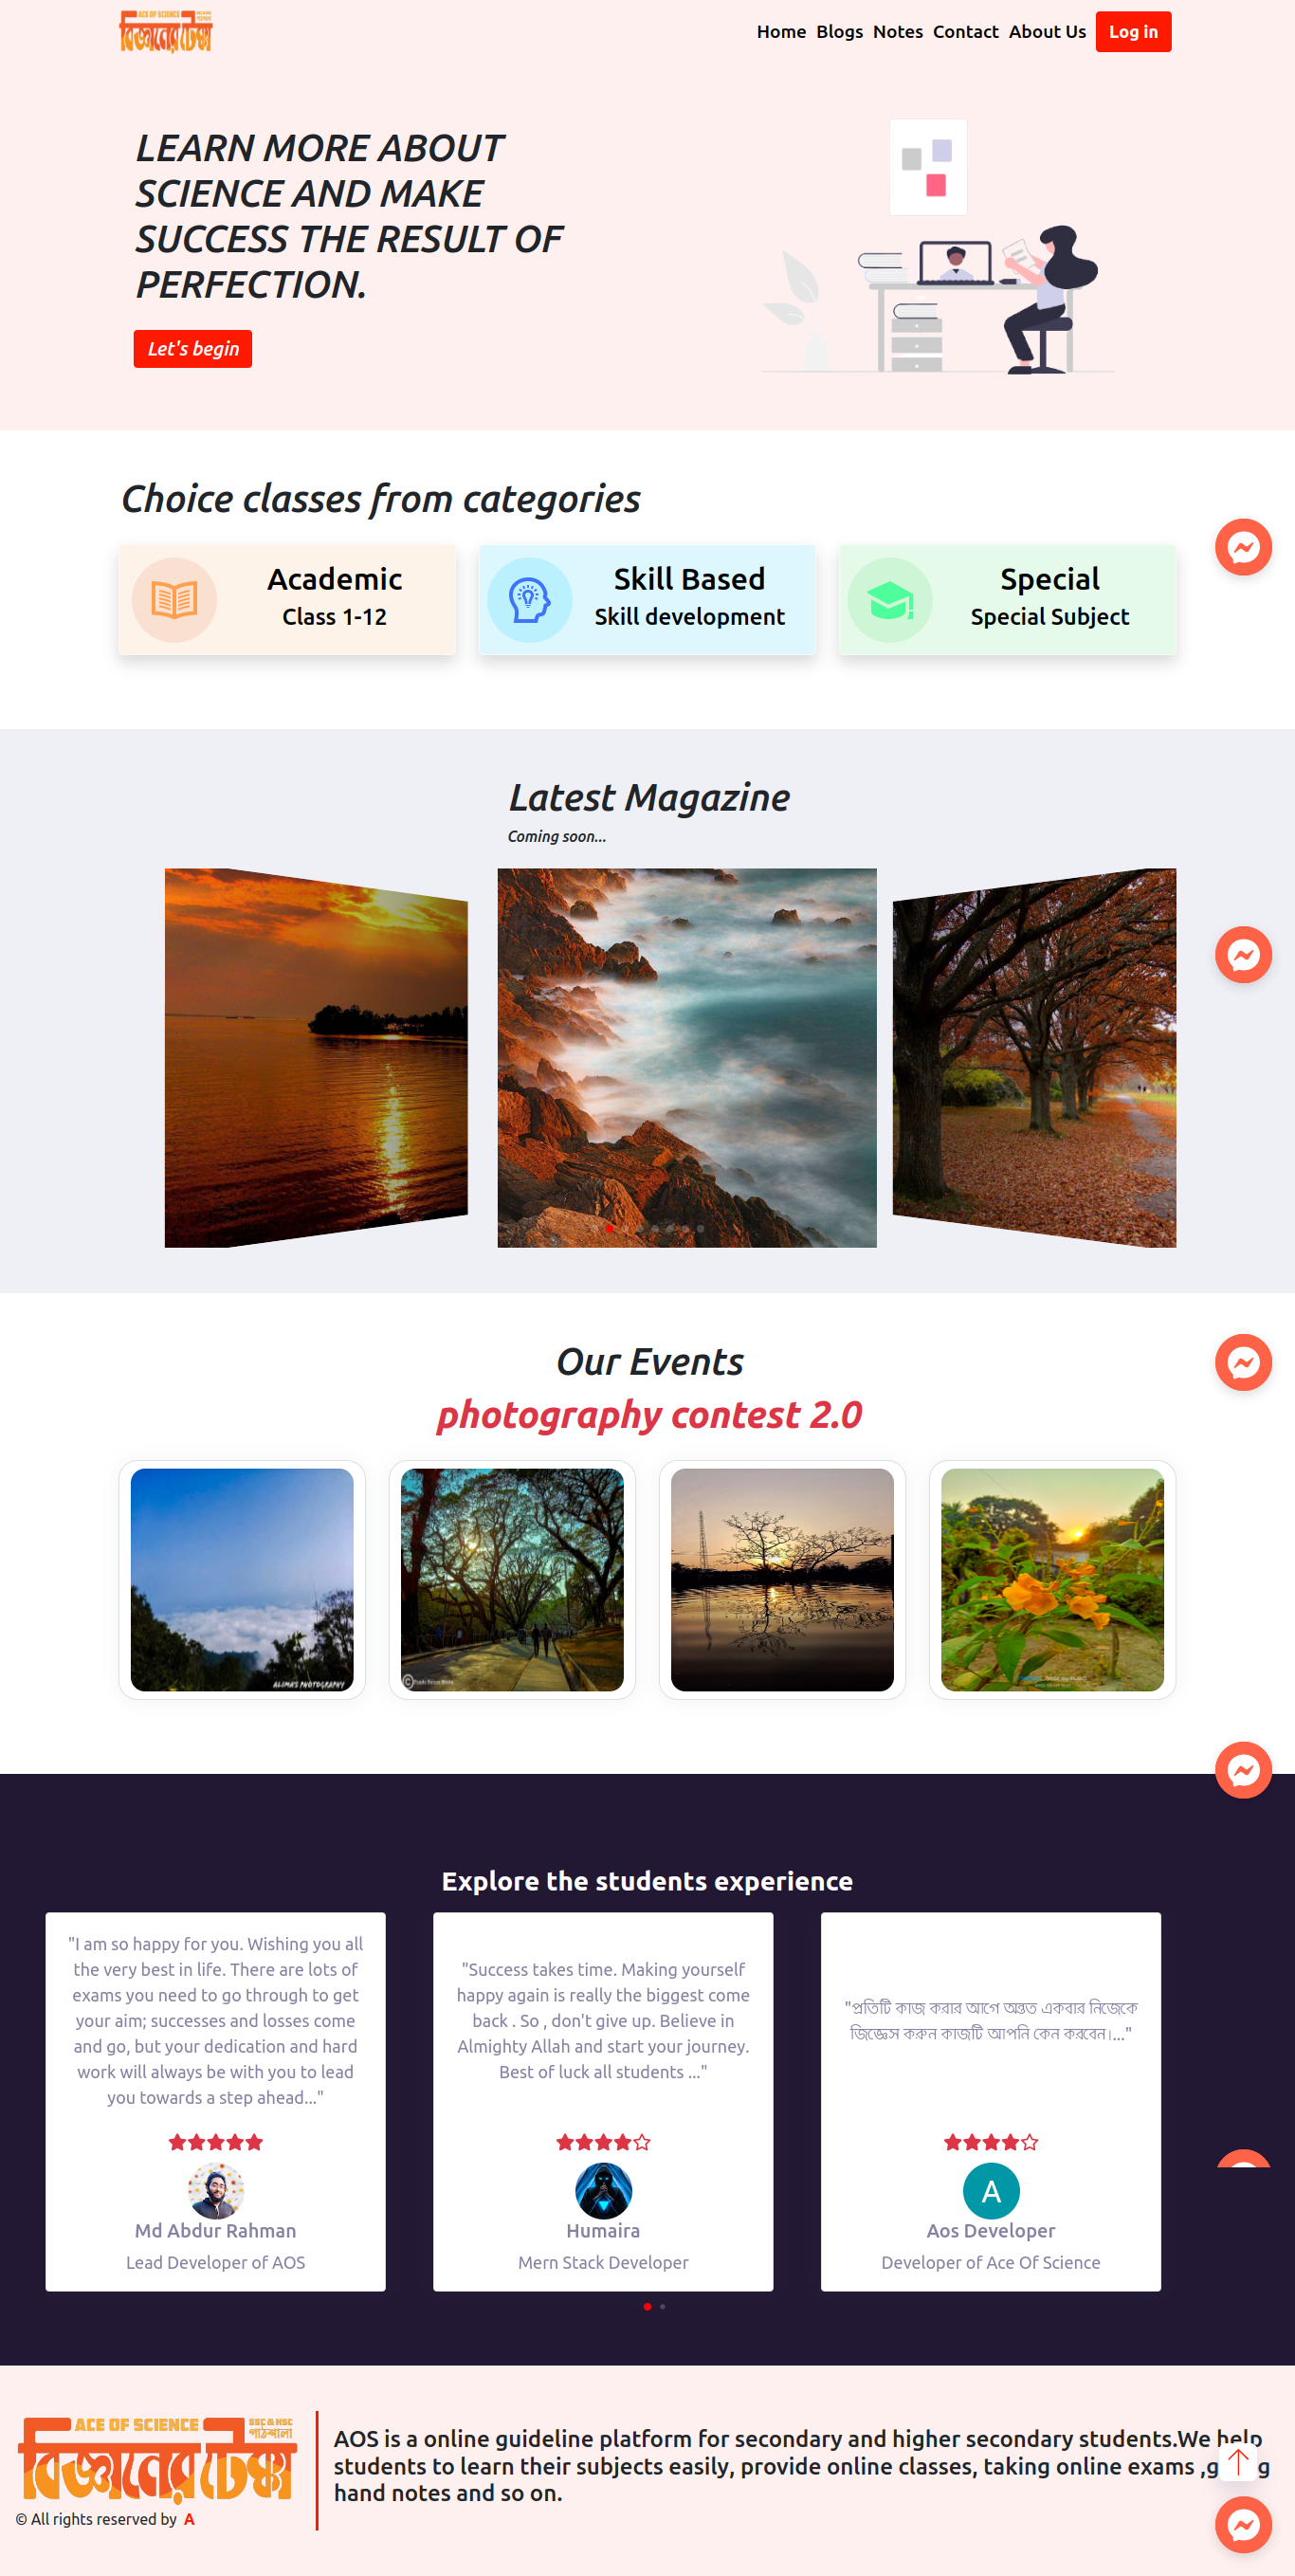 ACE OF SCIENCE
SSC & HSC
পাঠশালা
বিজ্ঞানের টেক্কা
Home Blogs Notes Contact About Us Log in
LEARN MORE ABOUT
SCIENCE AND MAKE
SUCCESS THE RESULT OF
PERFECTION.
Let's begin
Choice classes from categories
Academic
Class 1-12
Skill Based
Skill development
Special
Special Subject
Latest Magazine
Coming soon...
Our Events
photography contest 2.0
ALIMA'S PHOTOGRAPHY
Explore the students experience
"I am so happy for you. Wishing you all
the very best in life. There are lots of
exams you need to go through to get
your aim; successes and losses come
and go, but your dedication and hard
work will always be with you to lead
you towards a step ahead..."
Md Abdur Rahman
Lead Developer of AOS
"Success takes time. Making yourself
happy again is really the biggest come
back . So , don't give up. Believe in
Almighty Allah and start your journey.
Best of luck all students ..."
Humaira
Mern Stack Developer
"প্রতিটি কাজ করার আগে অন্তত একবার নিজেকে
জিজ্ঞেস করুন কাজটি আপনি কেন করবেন।..."
A
Aos Developer
Developer of Ace Of Science
ACE OF SCIENCE
SSC & HSC
পাঠশালা
বিজ্ঞানের টেক্কা
© All rights reserved by A
AOS is a online guideline platform for secondary and higher secondary students.We help
students to learn their subjects easily, provide online classes, taking online exams ,
hand notes and so on.